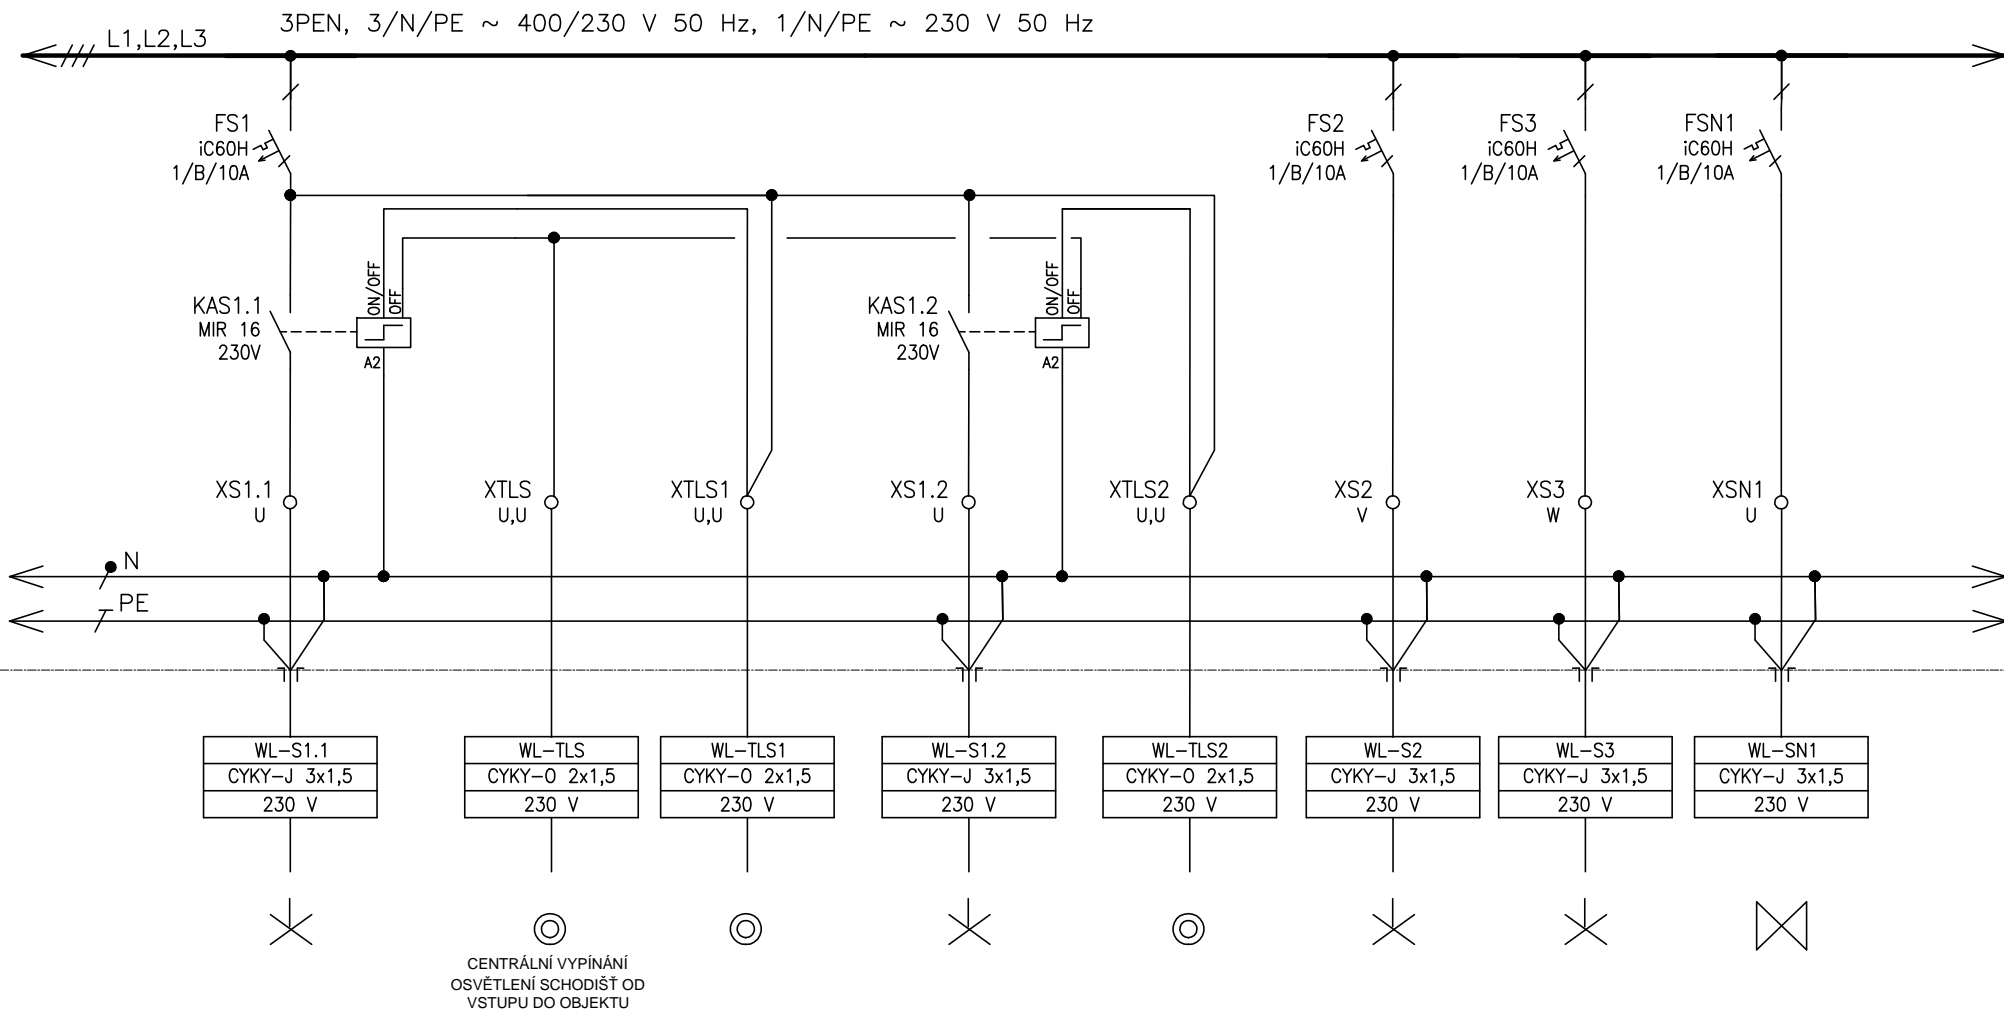 3PEN, 3/N/PE ~ 400/230 V 50 Hz, 1/N/PE ~ 230 V 50 Hz
L1,L2,L3
FS1
iC60H
1/B/10A
FS2
iC60H
1/B/10A
FS3
iC60H
1/B/10A
FSN1
iC60H
1/B/10A
KAS1.1
MIR 16
230V
ON/OFF
OFF
A2
KAS1.2
MIR 16
230V
ON/OFF
OFF
A2
XS1.1
U
XTLS
U,U
XTLS1
U,U
XS1.2
U
XTLS2
U,U
XS2
V
XS3
W
XSN1
U
N
PE
WL-S1.1
CYKY-J 3x1,5
230 V
WL-TLS
CYKY-O 2x1,5
230 V
WL-TLS1
CYKY-O 2x1,5
230 V
WL-S1.2
CYKY-J 3x1,5
230 V
WL-TLS2
CYKY-O 2x1,5
230 V
WL-S2
CYKY-J 3x1,5
230 V
WL-S3
CYKY-J 3x1,5
230 V
WL-SN1
CYKY-J 3x1,5
230 V
CENTRÁLNÍ VYPÍNÁNÍ
OSVĚTLENÍ SCHODIŠŤ OD
VSTUPU DO OBJEKTU